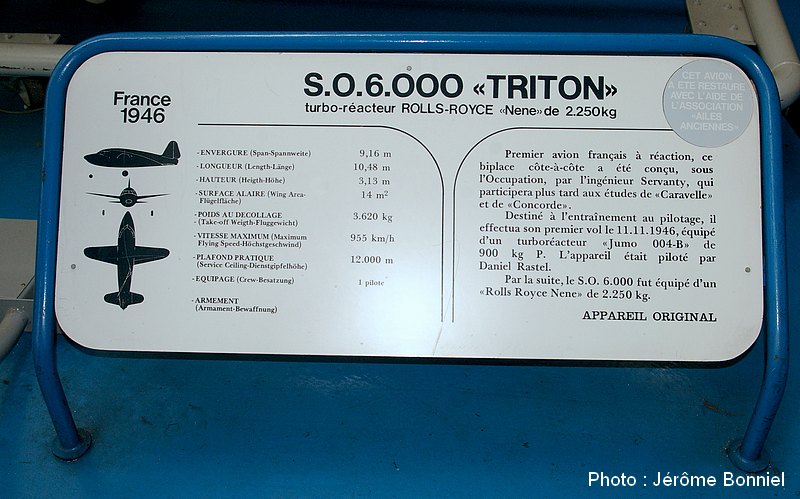 France
1946
S.O.6.000 «TRITON»
turbo-réacteur ROLLS-ROYCE «Nene» de 2.250kg
CET AVION
A ÉTÉ RESTAURÉ
AVEC L'AIDE DE
L'ASSOCIATION
«AILES
ANCIENNES»
- ENVERGURE (Span-Spannweite) 9,16 m
- LONGUEUR (Length-Länge) 10,48 m
- HAUTEUR (Heigth-Höhe) 3,13 m
- SURFACE ALAIRE (Wing Area- 14 m²
Flügelfläche)
- POIDS AU DECOLLAGE 3.620 kg
(Take-off Weigth-Fluggewicht)
- VITESSE MAXIMUM (Maximum 955 km/h
Flying Speed-Höchstgeschwind)
- PLAFOND PRATIQUE 12.000 m
(Service Ceiling-Dienstgipfelhöhe)
- EQUIPAGE (Crew-Besatzung) 1 pilote
- ARMEMENT
(Armament-Bewaffnung)
Premier avion français à réaction, ce
biplace côte-à-côte a été conçu, sous
l'Occupation, par l'ingénieur Servanty, qui
participera plus tard aux études de «Caravelle»
et de «Concorde».
Destiné à l'entraînement au pilotage, il
effectua son premier vol le 11.11.1946, équipé
d'un turboréacteur «Jumo 004-B» de
900 kg P. L'appareil était piloté par
Daniel Rastel.
Par la suite, le S.O. 6.000 fut équipé d'un
«Rolls Royce Nene» de 2.250 kg.
APPAREIL ORIGINAL
Photo : Jérôme Bonniel